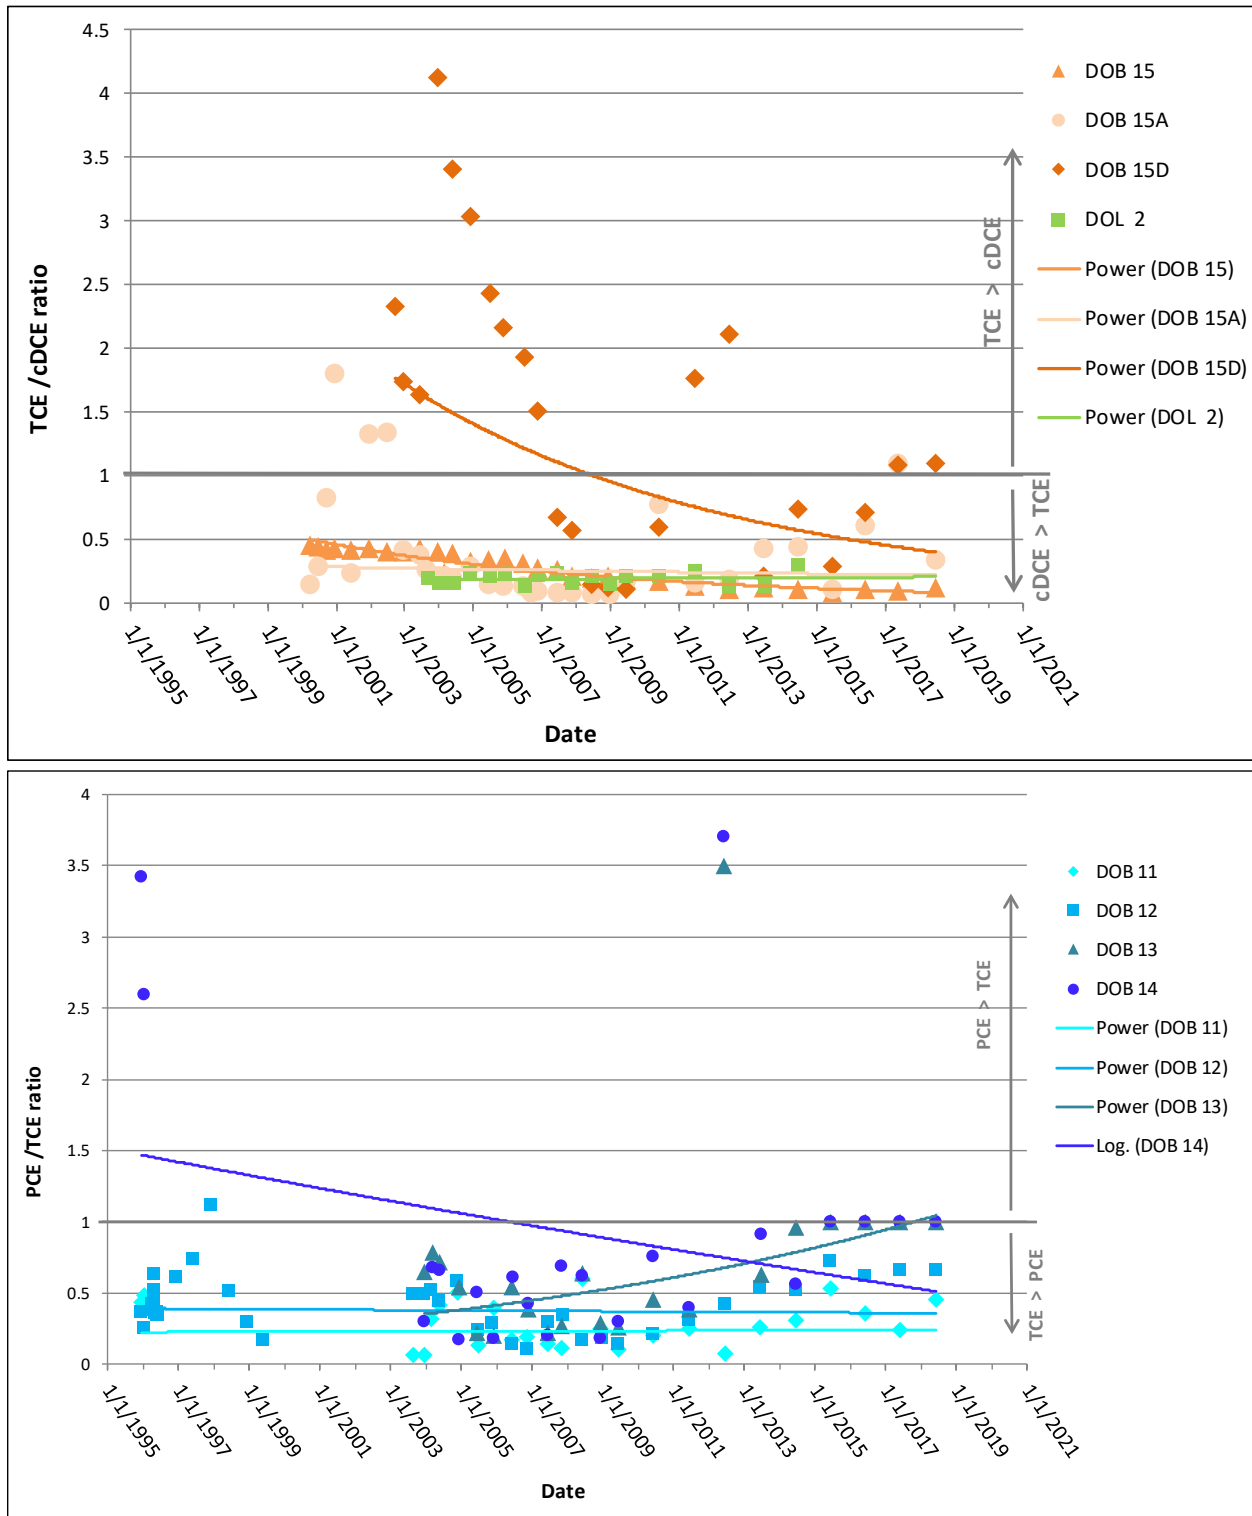 4.5
4
3.5
3
2.5
2
1.5
1
0.5
0
TCE /cDCE ratio
1/1/1995
1/1/1997
1/1/1999
1/1/2001
1/1/2003
1/1/2005
1/1/2007
1/1/2009
1/1/2011
1/1/2013
1/1/2015
1/1/2017
1/1/2019
1/1/2021
Date
TCE > cDCE
cDCE > TCE
DOB 15
DOB 15A
DOB 15D
DOL 2
Power (DOB 15)
Power (DOB 15A)
Power (DOB 15D)
Power (DOL 2)
4
3.5
3
2.5
2
1.5
1
0.5
0
PCE /TCE ratio
1/1/1995
1/1/1997
1/1/1999
1/1/2001
1/1/2003
1/1/2005
1/1/2007
1/1/2009
1/1/2011
1/1/2013
1/1/2015
1/1/2017
1/1/2019
1/1/2021
Date
PCE > TCE
TCE > PCE
DOB 11
DOB 12
DOB 13
DOB 14
Power (DOB 11)
Power (DOB 12)
Power (DOB 13)
Log. (DOB 14)